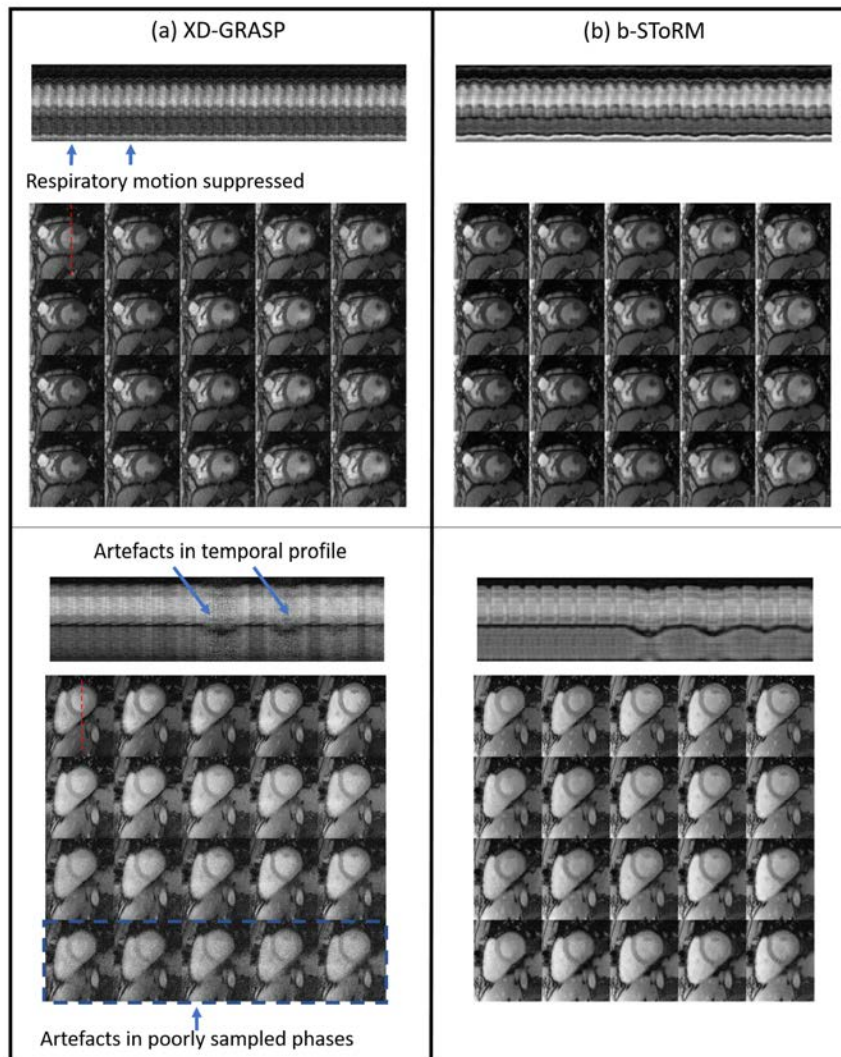 (a) XD-GRASP
(b) b-SToRM
Respiratory motion suppressed
Artefacts in temporal profile
Artefacts in poorly sampled phases